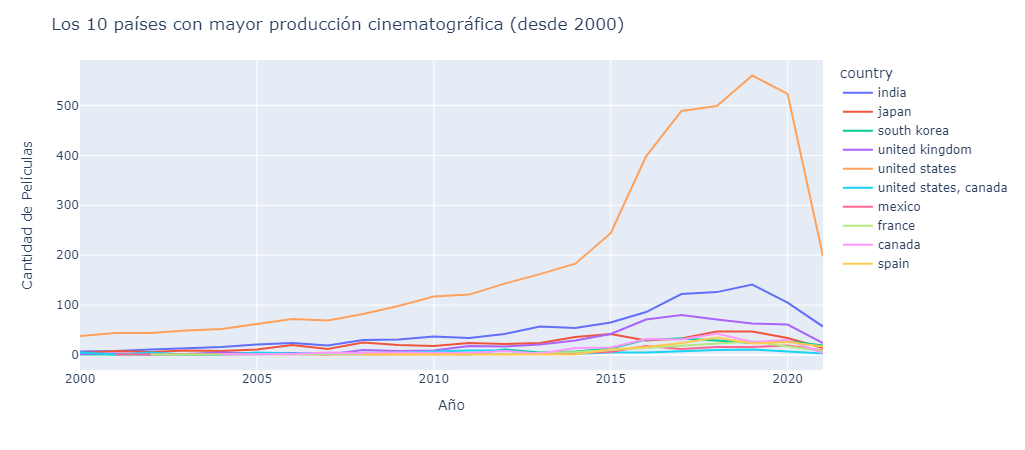 Los 10 países con mayor producción cinematográfica (desde 2000)
country
india
japan
south korea
united kingdom
united states
united states, canada
mexico
france
canada
spain
Cantidad de Películas
500
400
300
200
100
0
2000
2005
2010
2015
2020
Año